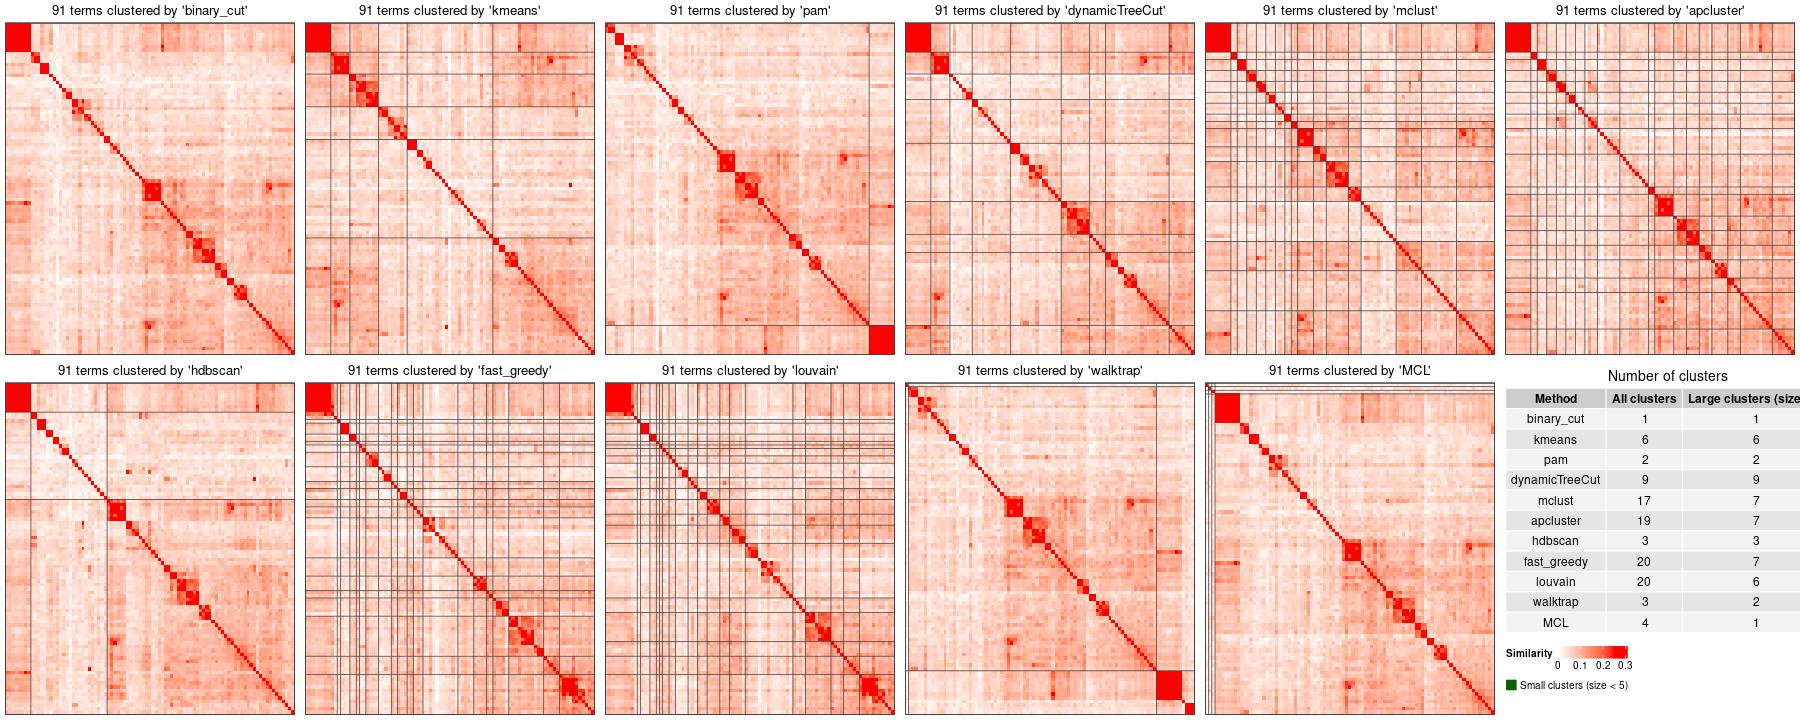 91 terms clustered by 'binary_cut'
91 terms clustered by 'kmeans'
91 terms clustered by 'pam'
91 terms clustered by 'dynamicTreeCut'
91 terms clustered by 'mclust'
91 terms clustered by 'apcluster'
91 terms clustered by 'hdbscan'
91 terms clustered by 'fast_greedy'
91 terms clustered by 'louvain'
91 terms clustered by 'walktrap'
91 terms clustered by 'MCL'
Number of clusters
Method All clusters Large clusters (size
binary_cut 1 1
kmeans 6 6
pam 2 2
dynamicTreeCut 9 9
mclust 17 7
apcluster 19 7
hdbscan 3 3
fast_greedy 20 7
louvain 20 6
walktrap 3 2
MCL 4 1
Similarity
0 0.1 0.2 0.3
Small clusters (size < 5)